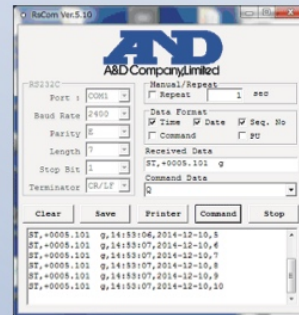 RsCom Ver.5.10
AND
A&D Company,Limited
RS232C
Port : COM1
Baud Rate 2400
Parity E
Length 7
Stop Bit 1
Terminator CR/LF
Manual/Repeat
Repeat 1 sec
Data Format
Time Date Seq. No
Command PU
Received Data
ST,+0005.101 g
Command Data
Q
Clear Save Printer Command Stop
ST,+0005.101 g,14:53:06,2014-12-10,5
ST,+0005.101 g,14:53:07,2014-12-10,6
ST,+0005.101 g,14:53:07,2014-12-10,7
ST,+0005.101 g,14:53:07,2014-12-10,8
ST,+0005.101 g,14:53:07,2014-12-10,9
ST,+0005.101 g,14:53:07,2014-12-10,10